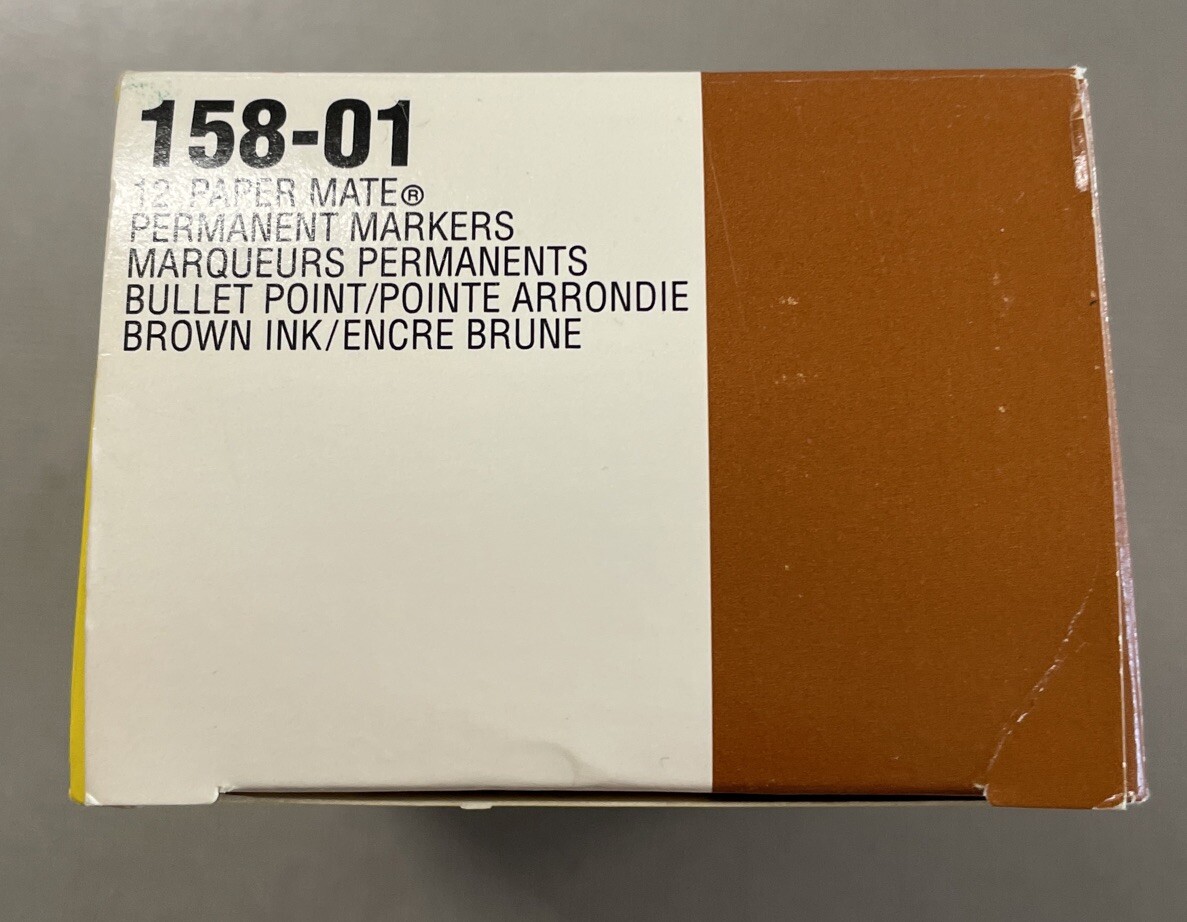 158-01
12 PAPER MATE®
PERMANENT MARKERS
MARQUEURS PERMANENTS
BULLET POINT/POINTE ARRONDIE
BROWN INK/ENCRE BRUNE